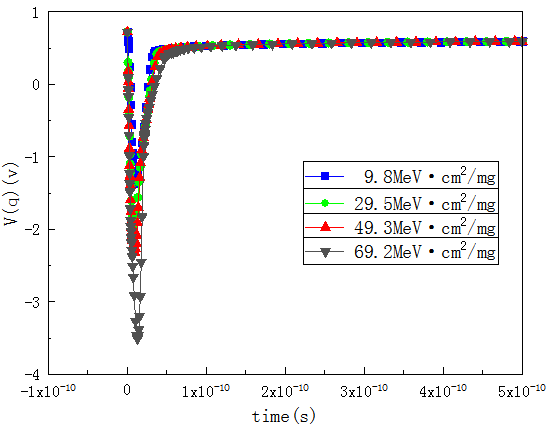 1
0
-1
-2
-3
-4
V(q)(v)
9.8MeV·cm²/mg
29.5MeV·cm²/mg
49.3MeV·cm²/mg
69.2MeV·cm²/mg
-1x10⁻¹⁰ 0 1x10⁻¹⁰ 2x10⁻¹⁰ 3x10⁻¹⁰ 4x10⁻¹⁰ 5x10⁻¹⁰
time(s)